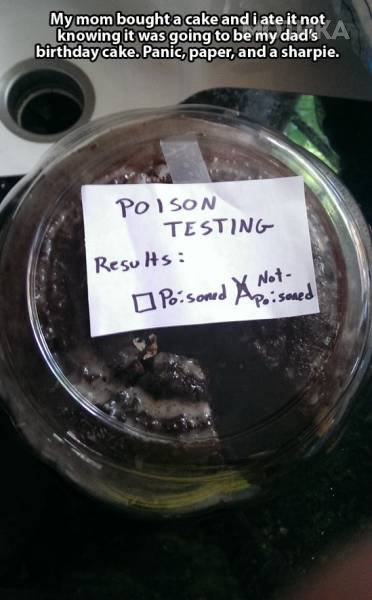 My mom bought a cake and i ate it not
knowing it was going to be my dad's
birthday cake. Panic, paper, and a sharpie.
POISON
TESTING
Results:
☐ Poisoned X Not-
Poisoned